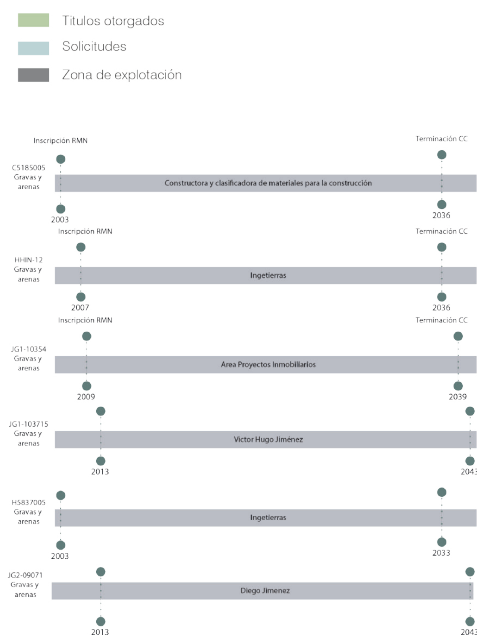 Titulos otorgados
Solicitudes
Zona de explotación
Inscripción RMN
Terminación CC
CS185005
Gravas y
arenas
Constructora y clasificadora de materiales para la construcción
2003
2036
Inscripción RMN
Terminación CC
HHIN-12
Gravas y
arenas
Ingetierras
2007
2036
Inscripción RMN
Terminación CC
JG1-10354
Gravas y
arenas
Area Proyectos Inmobiliarios
2009
2039
JG1-103715
Gravas y
arenas
Victor Hugo Jiménez
2013
2043
HS837005
Gravas y
arenas
Ingetierras
2003
2033
JG2-09071
Gravas y
arenas
Diego Jimenez
2013
2043